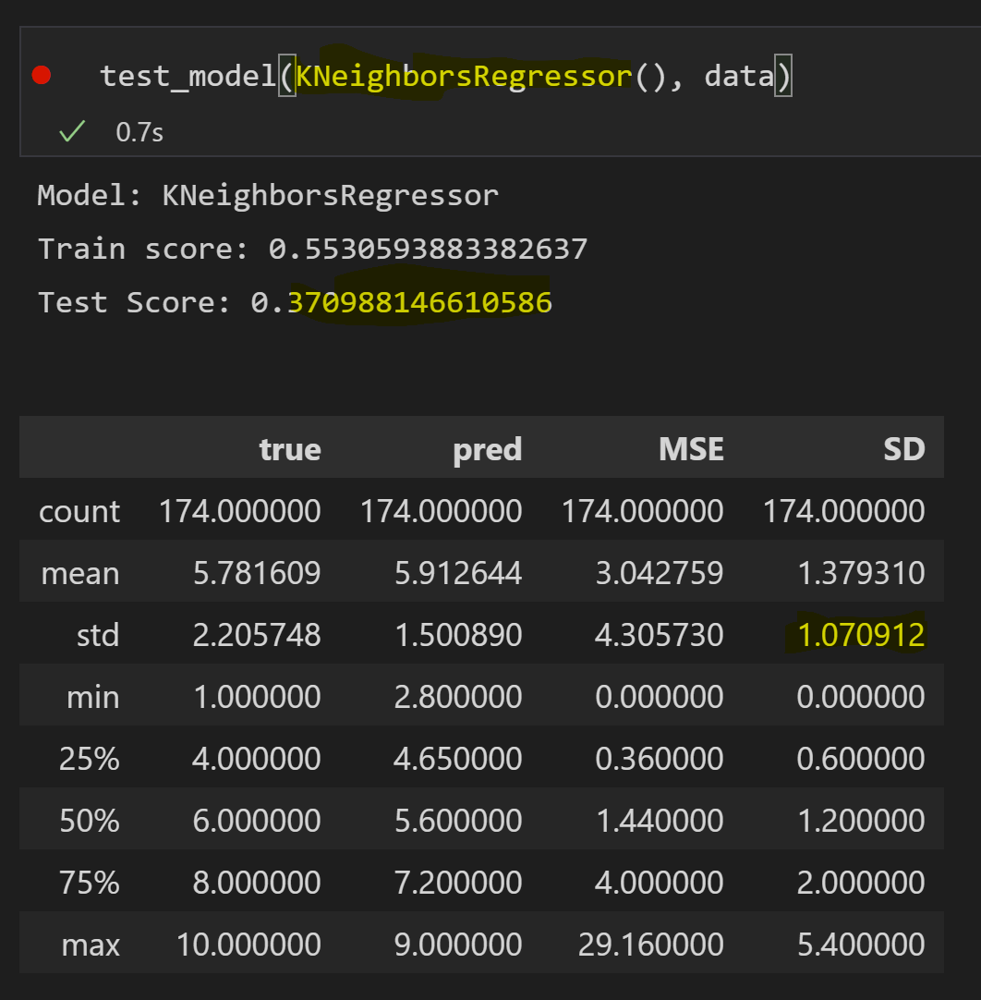 test_model(KNeighborsRegressor(), data)
0.7s
Model: KNeighborsRegressor
Train score: 0.5530593883382637
Test Score: 0.370988146610586
true pred MSE SD
count 174.000000 174.000000 174.000000 174.000000
mean 5.781609 5.912644 3.042759 1.379310
std 2.205748 1.500890 4.305730 1.070912
min 1.000000 2.800000 0.000000 0.000000
25% 4.000000 4.650000 0.360000 0.600000
50% 6.000000 5.600000 1.440000 1.200000
75% 8.000000 7.200000 4.000000 2.000000
max 10.000000 9.000000 29.160000 5.400000